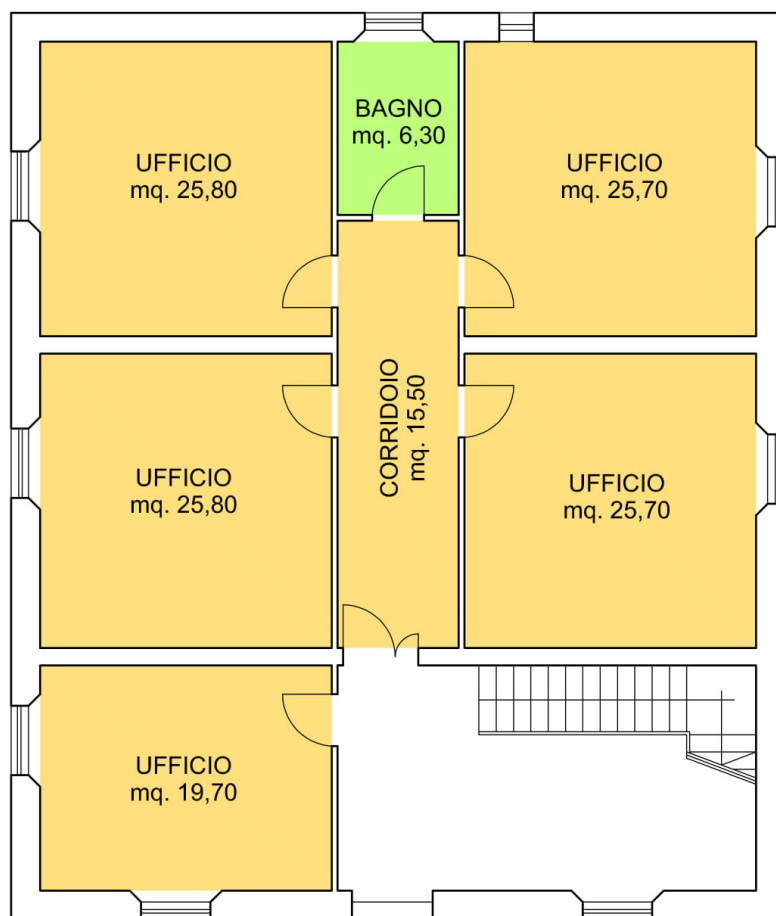 BAGNO
mq. 6,30
UFFICIO
mq. 25,80
UFFICIO
mq. 25,70
CORRIDOIO
mq. 15,50
UFFICIO
mq. 25,80
UFFICIO
mq. 25,70
UFFICIO
mq. 19,70